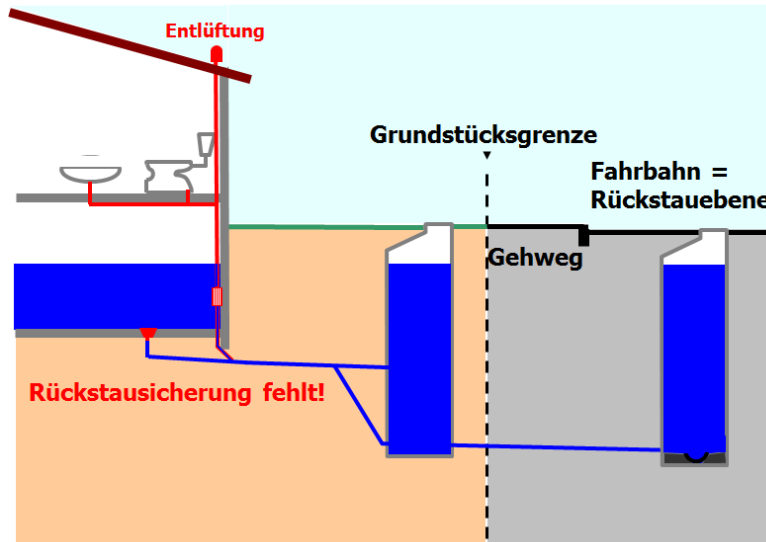 Entlüftung
Grundstücksgrenze
Fahrbahn =
Rückstauebene
Gehweg
Rückstausicherung fehlt!